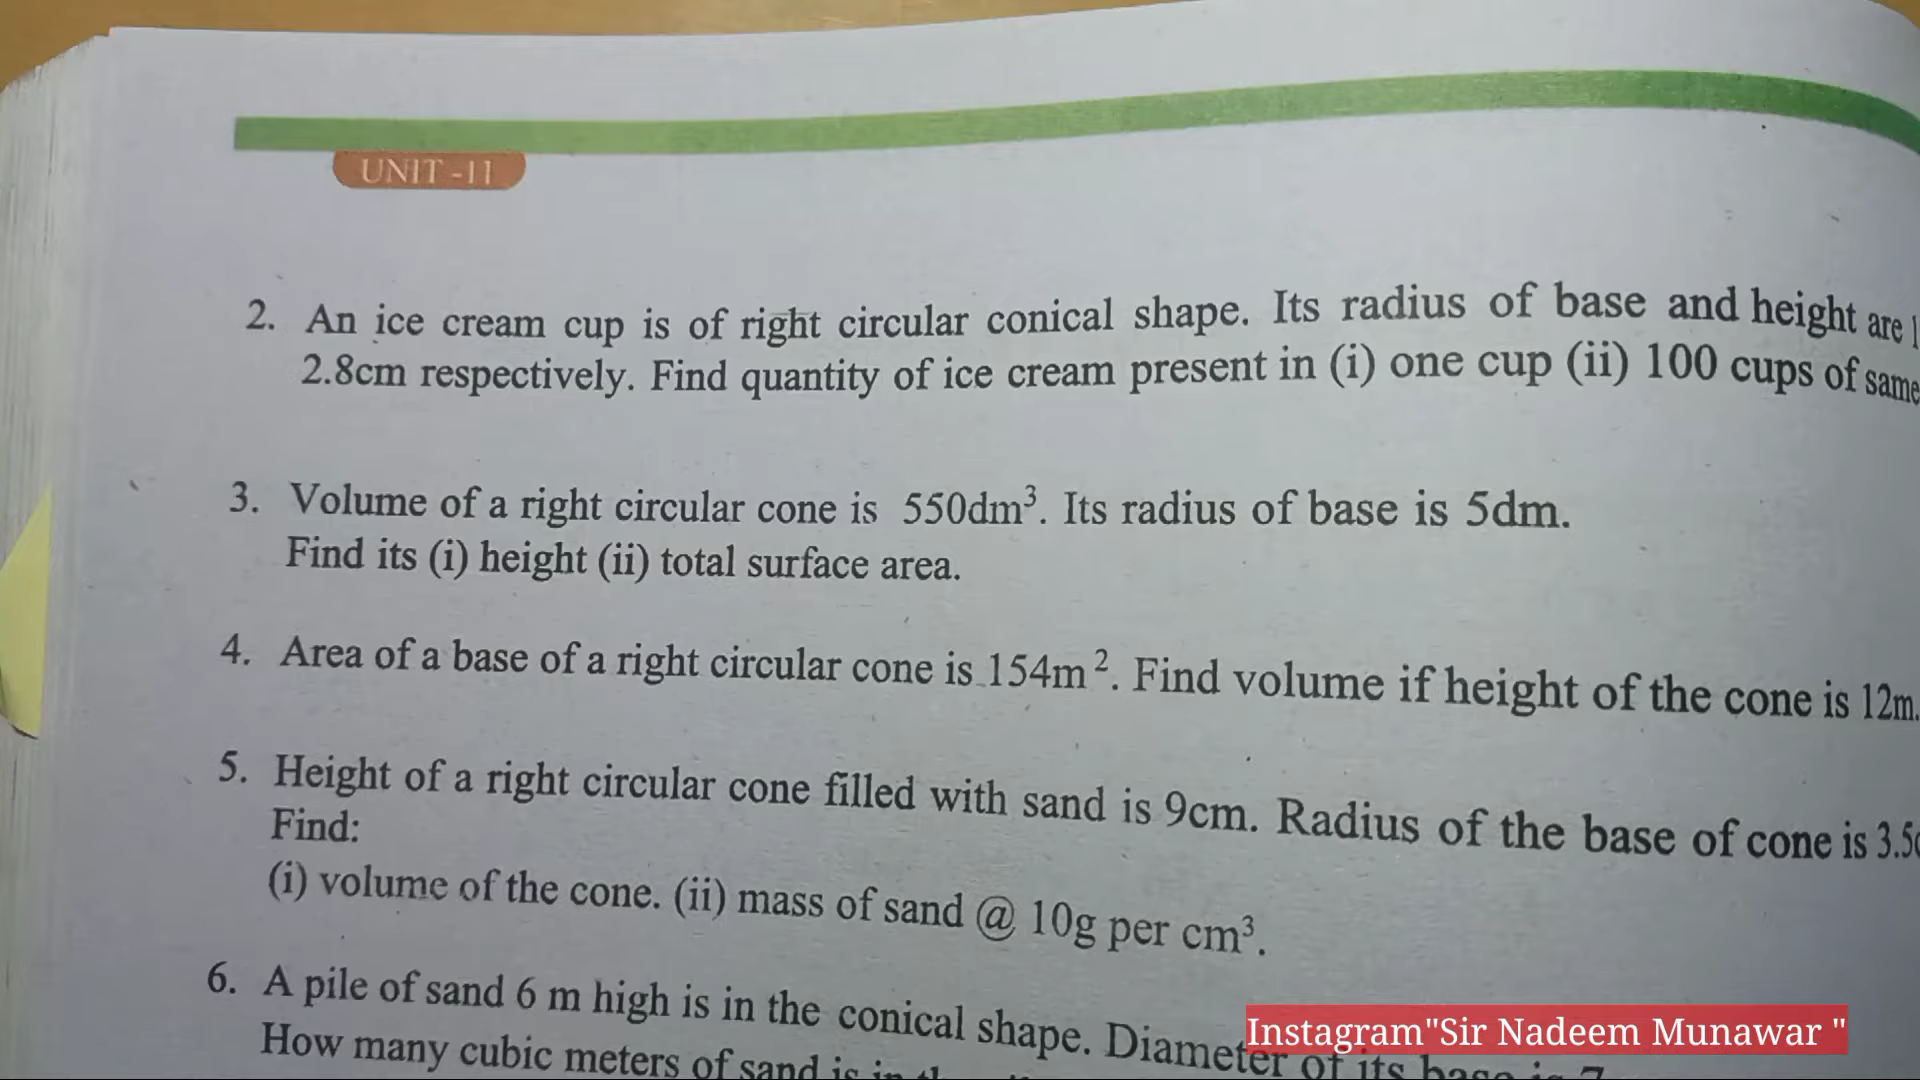 UNIT -11
2. An ice cream cup is of right circular conical shape. Its radius of base and height are
2.8cm respectively. Find quantity of ice cream present in (i) one cup (ii) 100 cups of same
3. Volume of a right circular cone is 550dm³. Its radius of base is 5dm.
Find its (i) height (ii) total surface area.
4. Area of a base of a right circular cone is 154m². Find volume if height of the cone is 12m.
5. Height of a right circular cone filled with sand is 9cm. Radius of the base of cone is 3.5c
Find:
(i) volume of the cone. (ii) mass of sand @ 10g per cm³.
6. A pile of sand 6 m high is in the conical shape. Diameter of its base is 7
How many cubic meters of sand is in
Instagram"Sir Nadeem Munawar "